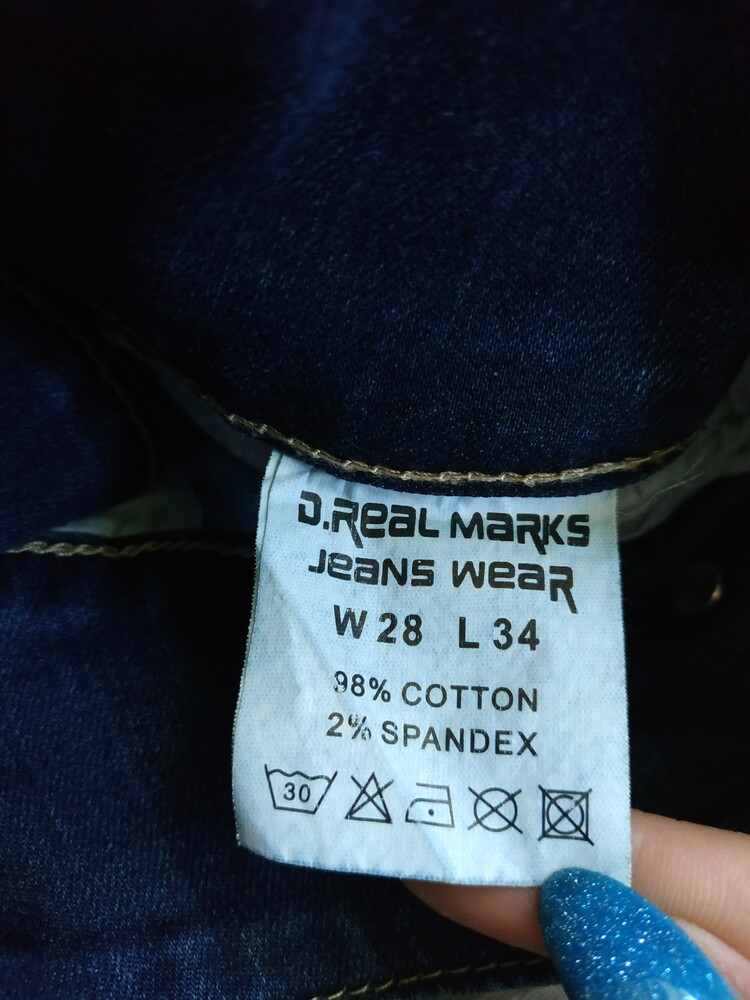 D.REAL MARKS
JEANS WEAR
W 28 L 34
98% COTTON
2% SPANDEX
30